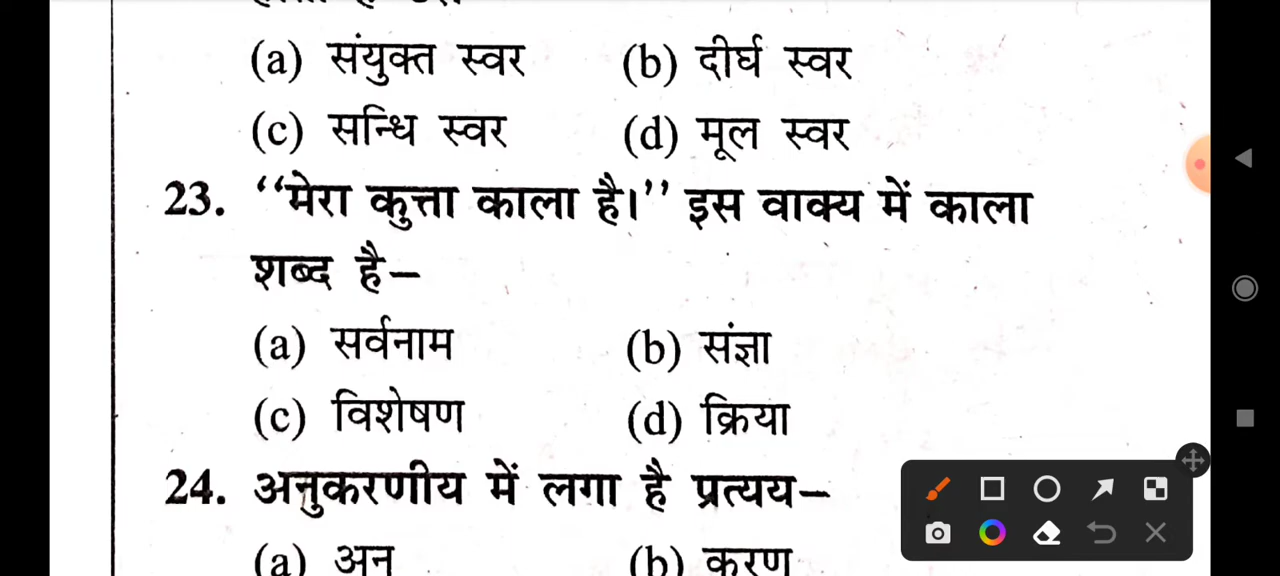 (a) संयुक्त स्वर (b) दीर्घ स्वर
(c) सन्धि स्वर (d) मूल स्वर
23. ‘‘मेरा कुत्ता काला है।’’ इस वाक्य में काला
शब्द है–
(a) सर्वनाम (b) संज्ञा
(c) विशेषण (d) क्रिया
24. अनुकरणीय में लगा है प्रत्यय–
(a) अन (b) करण